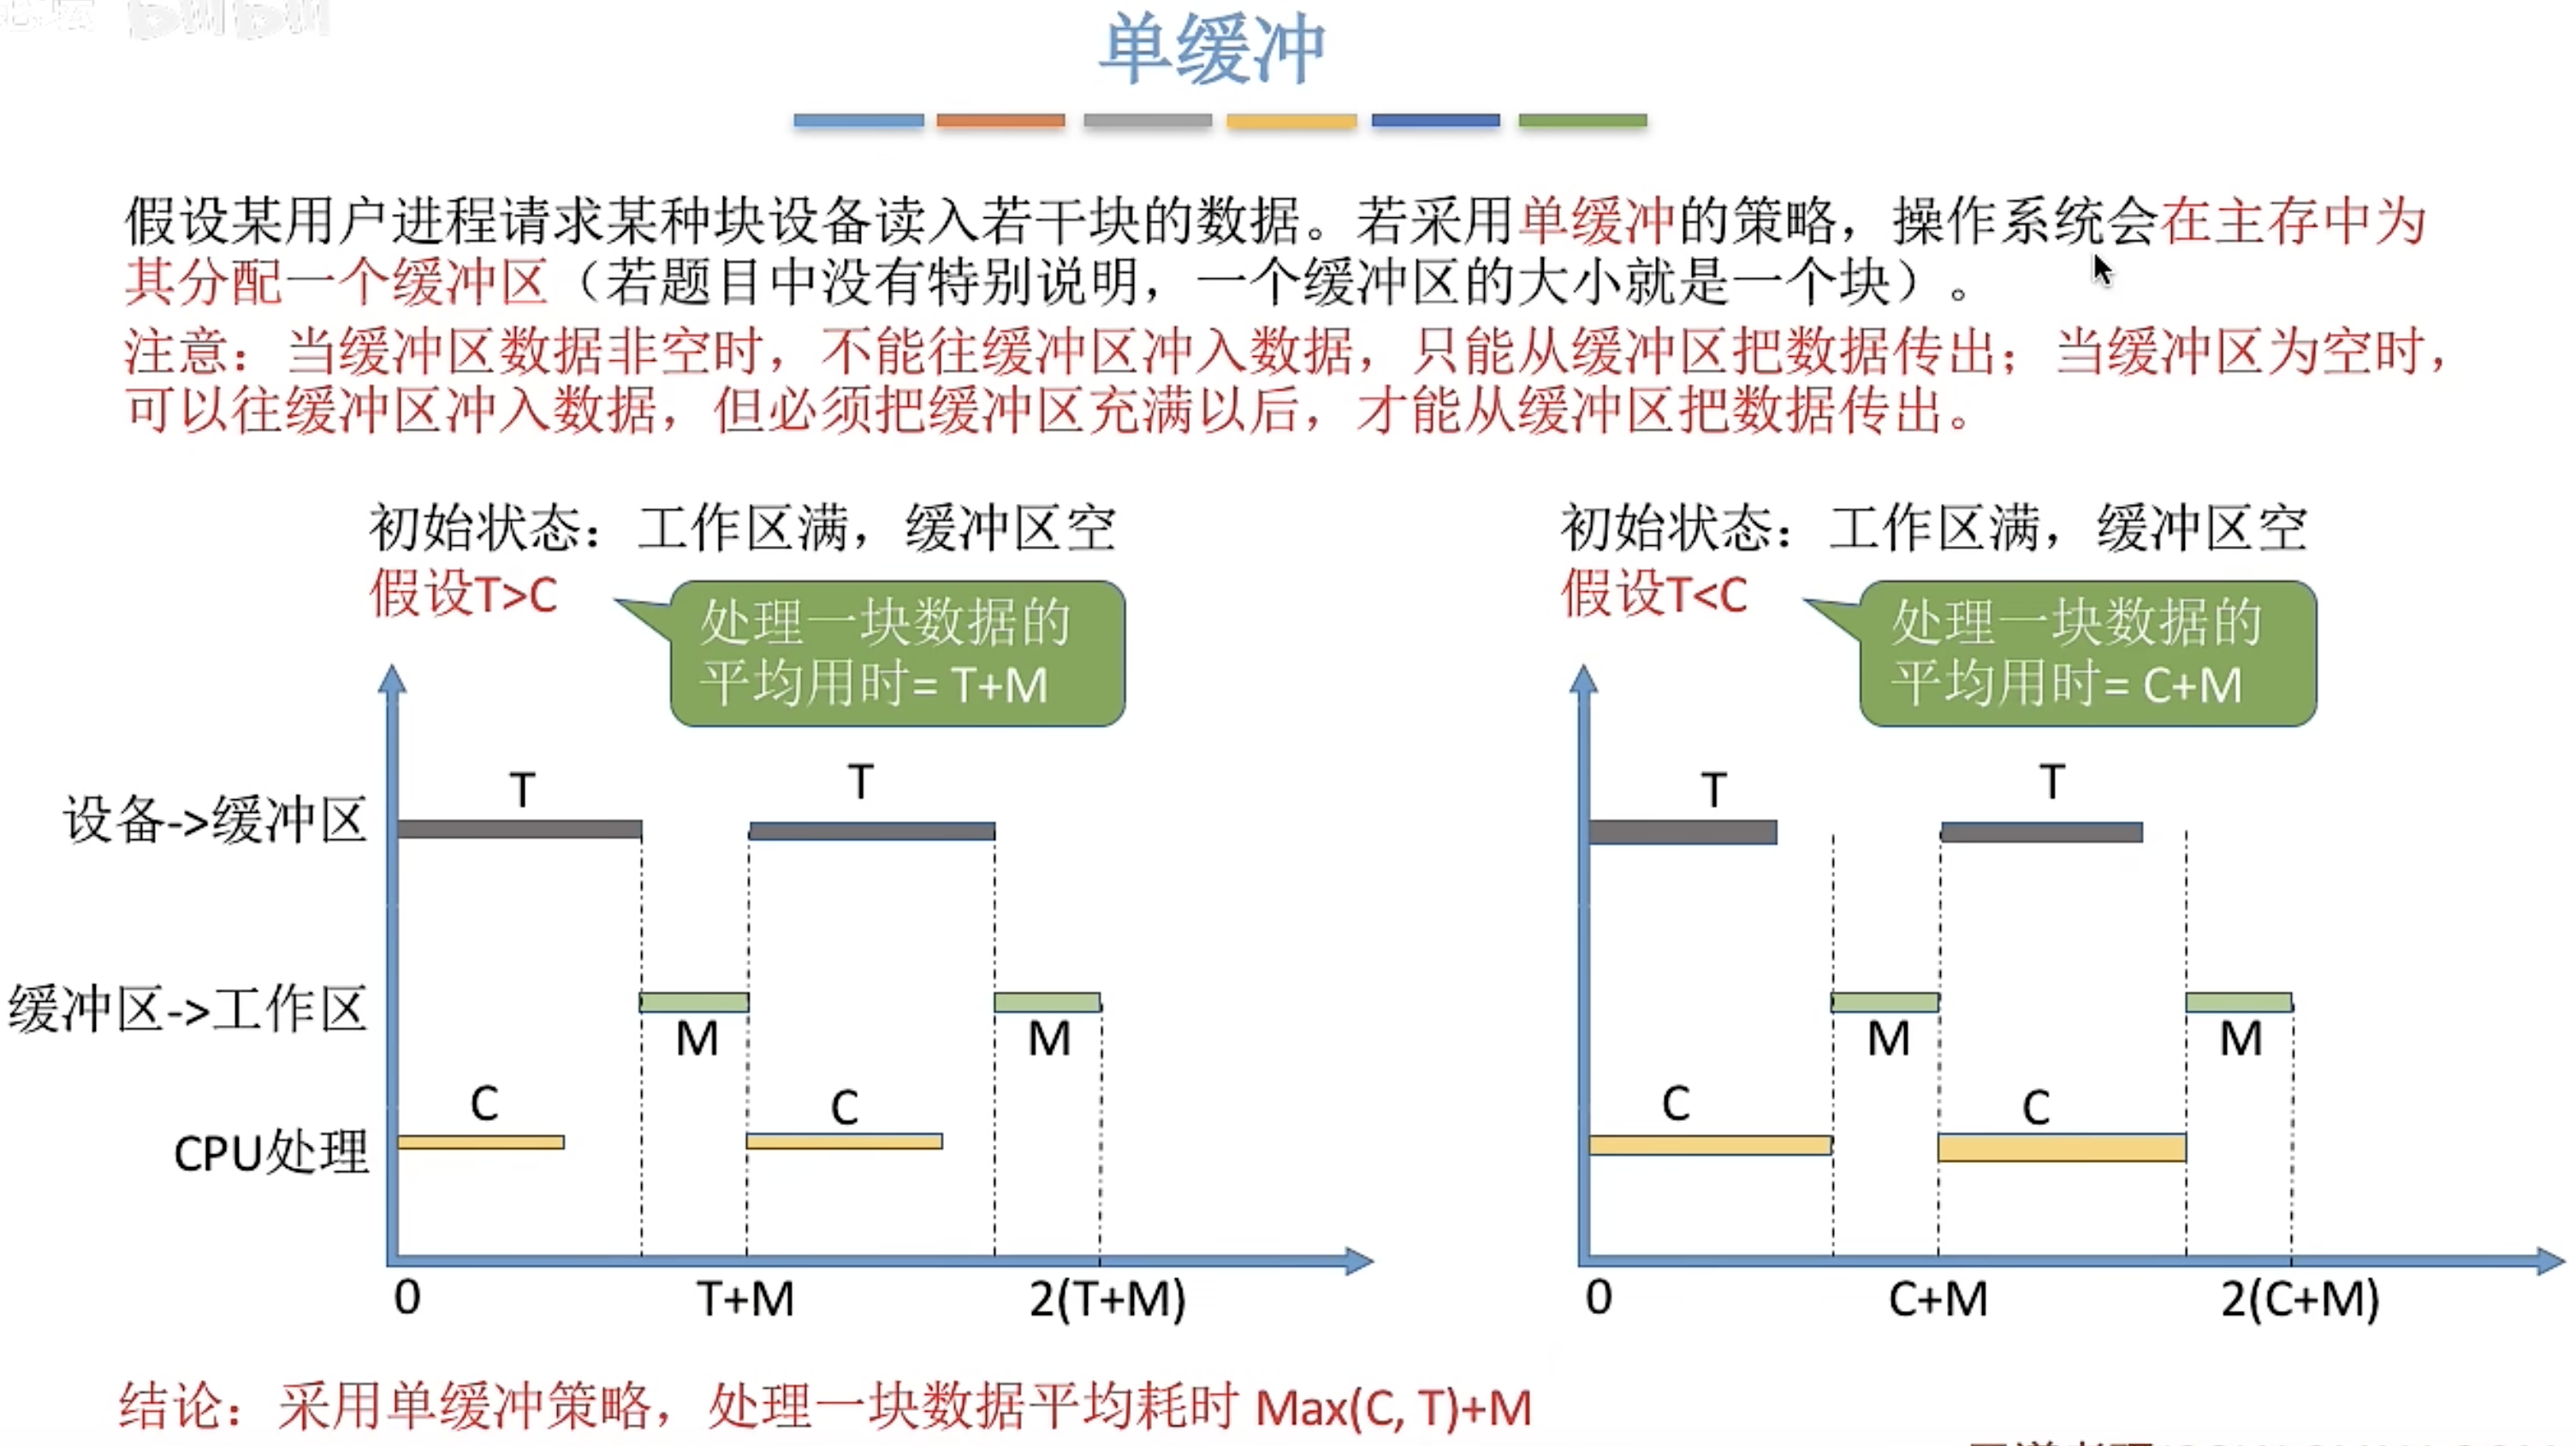 单缓冲
假设某用户进程请求某种块设备读入若干块的数据。若采用单缓冲的策略，操作系统会在主存中为
其分配一个缓冲区（若题目中没有特别说明，一个缓冲区的大小就是一个块）。
注意：当缓冲区数据非空时，不能往缓冲区冲入数据，只能从缓冲区把数据传出；当缓冲区为空时，
可以往缓冲区冲入数据，但必须把缓冲区充满以后，才能从缓冲区把数据传出。
初始状态：工作区满，缓冲区空
假设T>C
处理一块数据的
平均用时= T+M
T
T
设备->缓冲区
缓冲区->工作区
M
M
C
C
CPU处理
0
T+M
2(T+M)
初始状态：工作区满，缓冲区空
假设T<C
处理一块数据的
平均用时= C+M
T
T
M
M
C
C
0
C+M
2(C+M)
结论：采用单缓冲策略，处理一块数据平均耗时 Max(C, T)+M